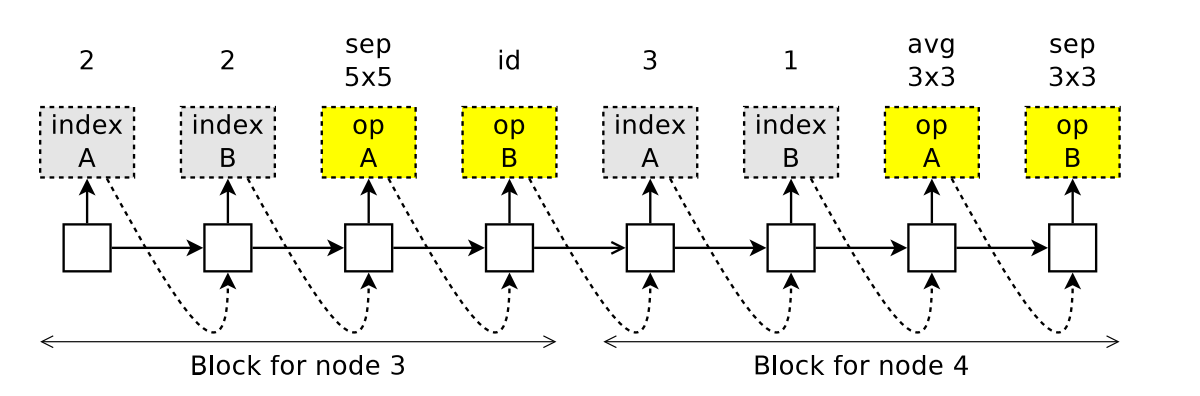 2
2
sep
5x5
id
3
1
avg
3x3
sep
3x3
index
A
index
B
op
A
op
B
index
A
index
B
op
A
op
B
Block for node 3
Block for node 4